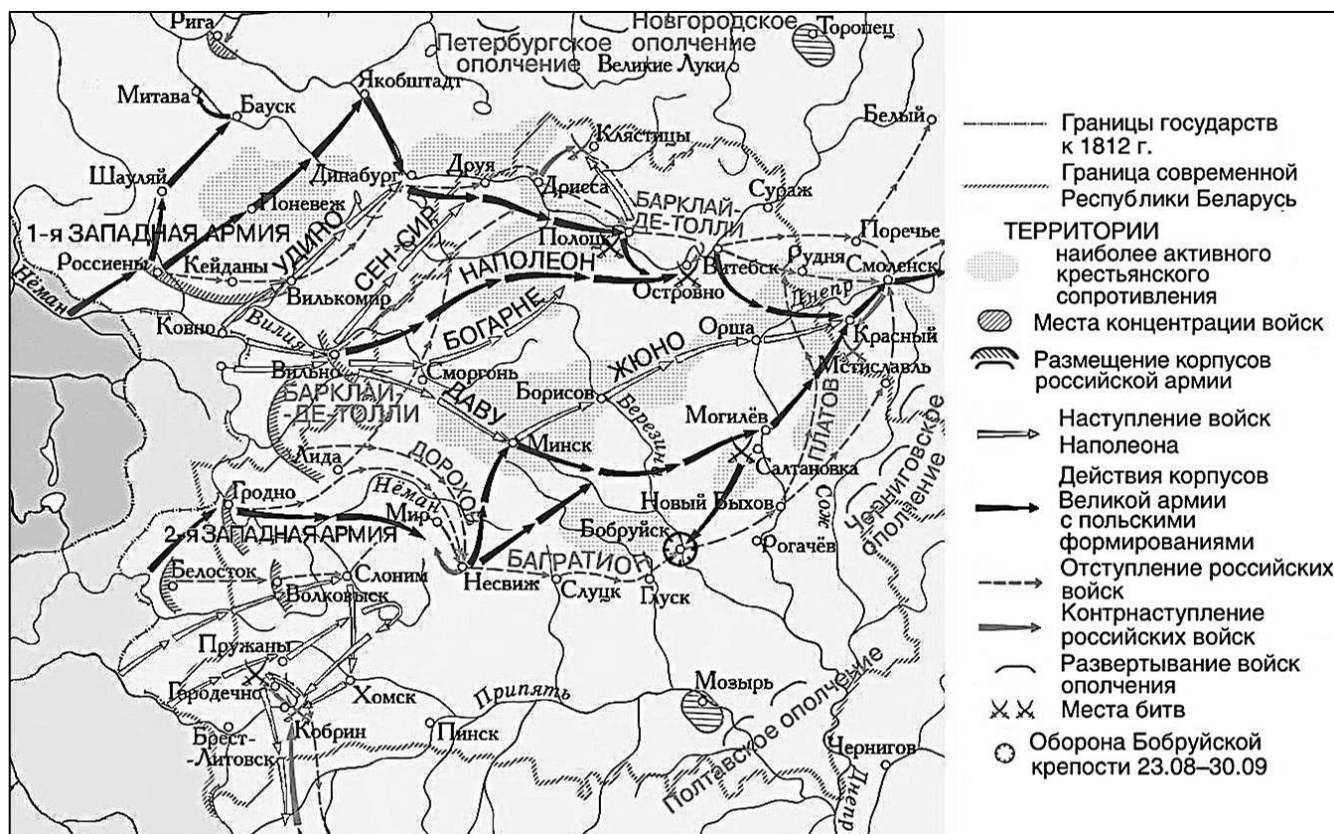 Рига
Петербургское
ополчение
Новгородское
ополчение
Великие Луки
Торопец
Митава
Бауск
Якобштадт
Белый
Клястицы
Шауляй
Динабург
Друя
Дрисса
Сураж
Поневеж
1-я ЗАПАДНАЯ АРМИЯ
УДИНО
СЕН-СИР
БАРКЛАЙ-
ДЕ-ТОЛЛИ
Полоцк
Поречье
Россиены
Кейданы
Вилькомир
НАПОЛЕОН
Островно
Витебск
Рудня
Смоленск
Днепр
Нёман
Ковно
Вилия
БОГАРНЕ
Орша
Красный
Вильно
Сморгонь
ЖЮНО
Мстиславль
БАРКЛАЙ-
-ДЕ-ТОЛЛИ
ДАВУ
Борисов
Березина
Могилёв
ПЛАТОВ
Минск
Лида
ДОРОХОВ
Салтановка
Сож
Черниговское
ополчение
Гродно
Нёман
Мир
Новый Быхов
2-я ЗАПАДНАЯ АРМИЯ
Бобруйск
Рогачёв
БАГРАТИОН
Белосток
Волковыск
Слоним
Несвиж
Слуцк
Глуск
Пружаны
Городечно
Хомск
Припять
Мозырь
Кобрин
Брест-
-Литовск
Пинск
Полтавское ополчение
Чернигов
Днепр
Границы государств
к 1812 г.
Граница современной
Республики Беларусь
ТЕРРИТОРИИ
наиболее активного
крестьянского
сопротивления
Места концентрации войск
Размещение корпусов
российской армии
Наступление войск
Наполеона
Действия корпусов
Великой армии
с польскими
формированиями
Отступление российских
войск
Контрнаступление
российских войск
Развертывание войск
ополчения
Места битв
Оборона Бобруйской
крепости 23.08–30.09